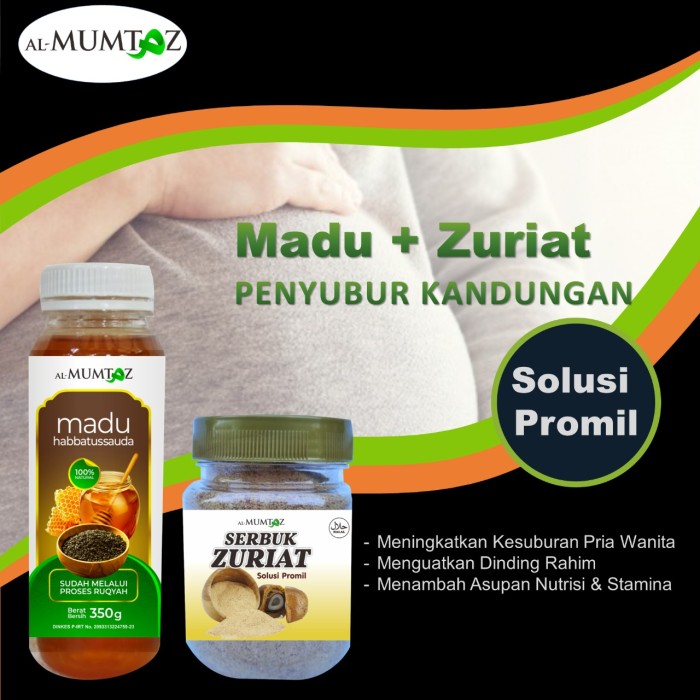 AL-MUMTAZ
Madu + Zuriat
PENYUBUR KANDUNGAN
Solusi
Promil
AL-MUMTAZ
madu
habbatussauda
100%
NATURAL
SUDAH MELALUI
PROSES RUQYAH
Berat
Bersih 350g
AL-MUMTAZ
SERBUK
ZURIAT
Solusi Promil
حلال
HALAL
- Meningkatkan Kesuburan Pria Wanita
- Menguatkan Dinding Rahim
- Menambah Asupan Nutrisi & Stamina